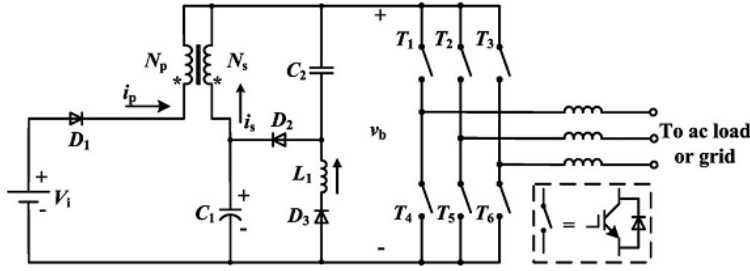 +
T1 T2 T3
Np Ns
* *
C2
ip
is D2
D1
vb
To ac load
or grid
+
Vi
-
L1
+
C1
-
D3
T4 T5 T6
=
-